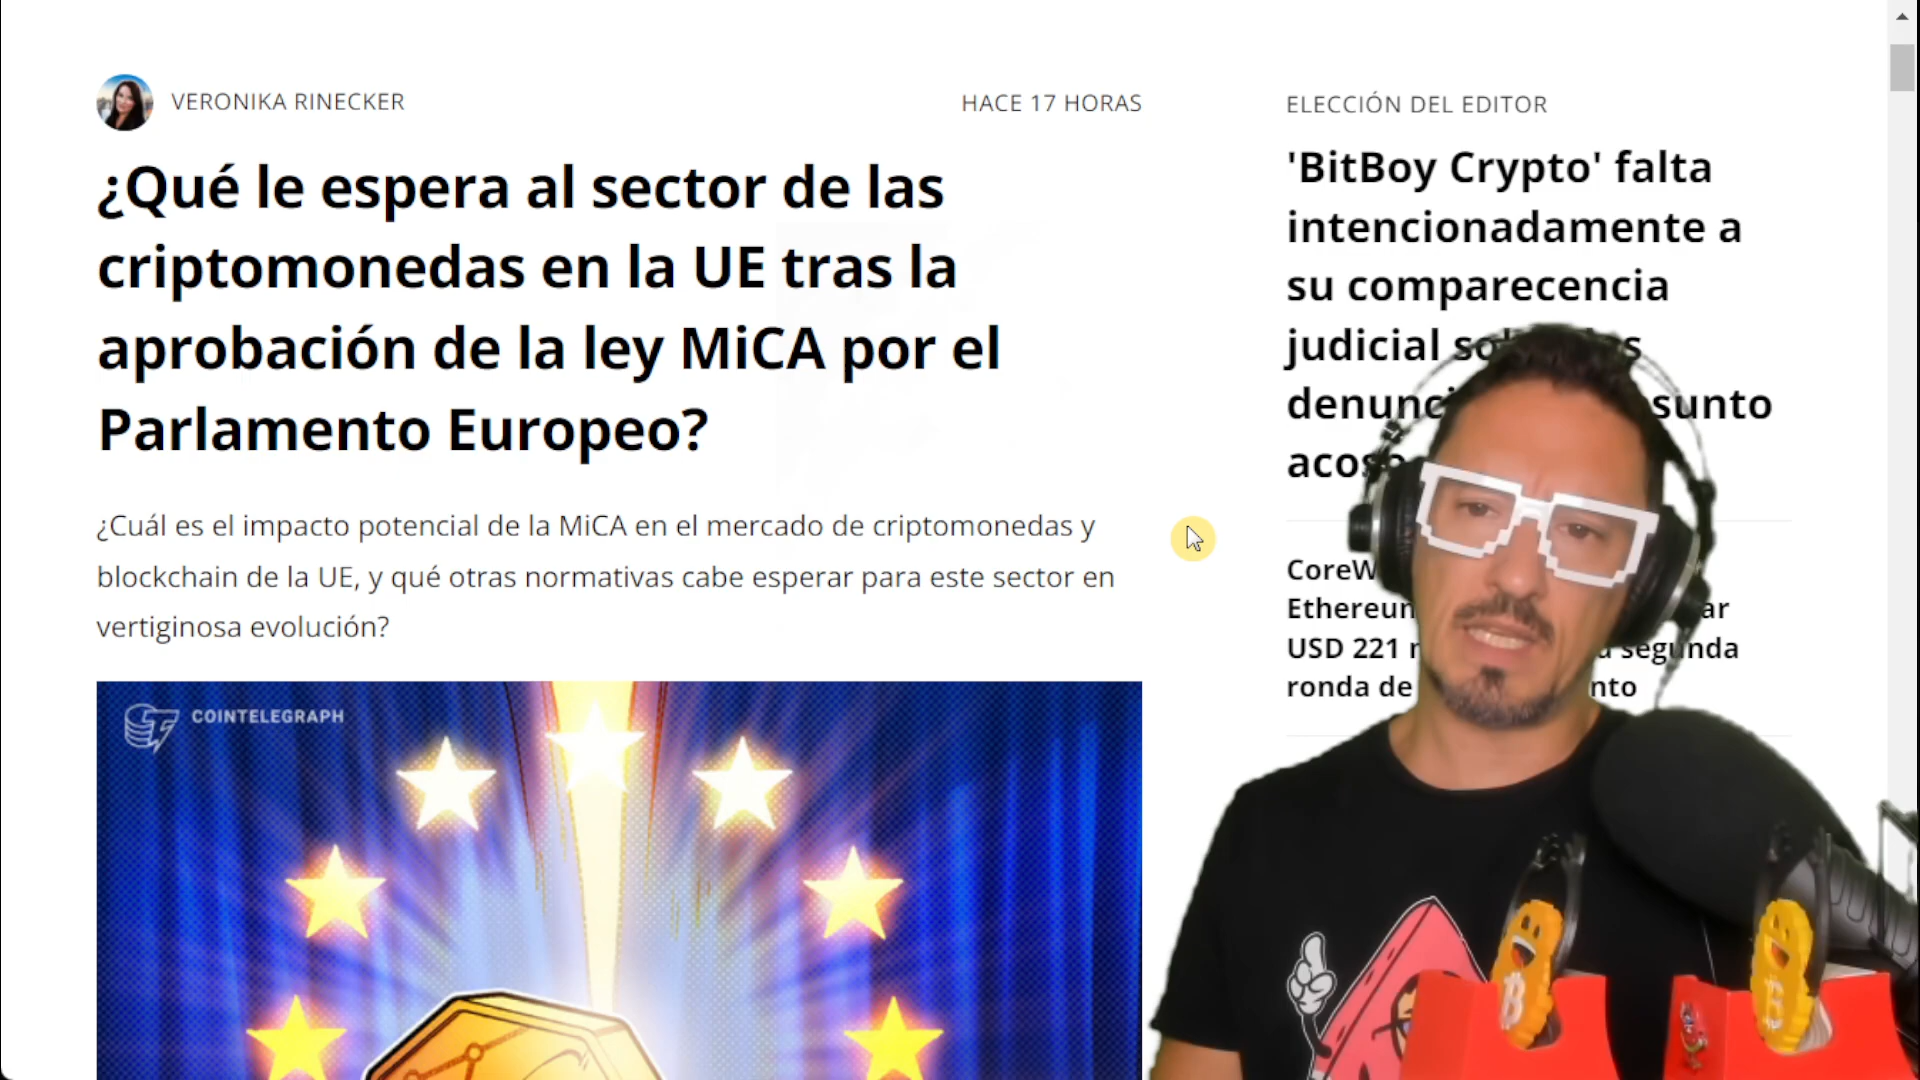 VERONIKA RINECKER
HACE 17 HORAS
¿Qué le espera al sector de las
criptomonedas en la UE tras la
aprobación de la ley MiCA por el
Parlamento Europeo?
¿Cuál es el impacto potencial de la MiCA en el mercado de criptomonedas y
blockchain de la UE, y qué otras normativas cabe esperar para este sector en
vertiginosa evolución?
COINTELEGRAPH
ELECCIÓN DEL EDITOR
'BitBoy Crypto' falta
intencionadamente a
su comparecencia
judicial
USD 221 segunda
ronda de